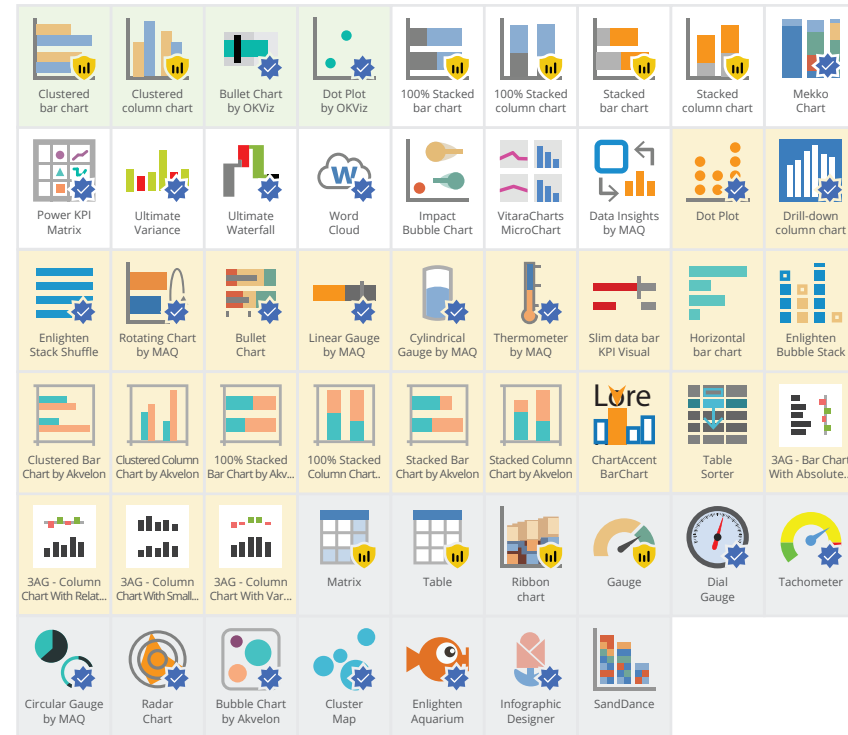 Clustered
bar chart
Clustered
column chart
Bullet Chart
by OKViz
Dot Plot
by OKViz
100% Stacked
bar chart
100% Stacked
column chart
Stacked
bar chart
Stacked
column chart
Mekko
Chart
Power KPI
Matrix
Ultimate
Variance
Ultimate
Waterfall
W
Word
Cloud
Impact
Bubble Chart
VitaraCharts
MicroChart
Data Insights
by MAQ
Dot Plot
Drill-down
column chart
Enlighten
Stack Shuffle
Rotating Chart
by MAQ
Bullet
Chart
Linear Gauge
by MAQ
Cylindrical
Gauge by MAQ
Thermometer
by MAQ
Slim data bar
KPI Visual
Horizontal
bar chart
Enlighten
Bubble Stack
Clustered Bar
Chart by Akvelon
Clustered Column
Chart by Akvelon
100% Stacked
Bar Chart by Akv...
100% Stacked
Column Chart..
Stacked Bar
Chart by Akvelon
Stacked Column
Chart by Akvelon
Lore
ChartAccent
BarChart
Table
Sorter
3AG - Bar Chart
With Absolute..
3AG - Column
Chart With Relat...
3AG - Column
Chart With Small...
3AG - Column
Chart With Var...
Matrix
Table
Ribbon
chart
Gauge
Dial
Gauge
Tachometer
Circular Gauge
by MAQ
Radar
Chart
Bubble Chart
by Akvelon
Cluster
Map
Enlighten
Aquarium
Infographic
Designer
SandDance